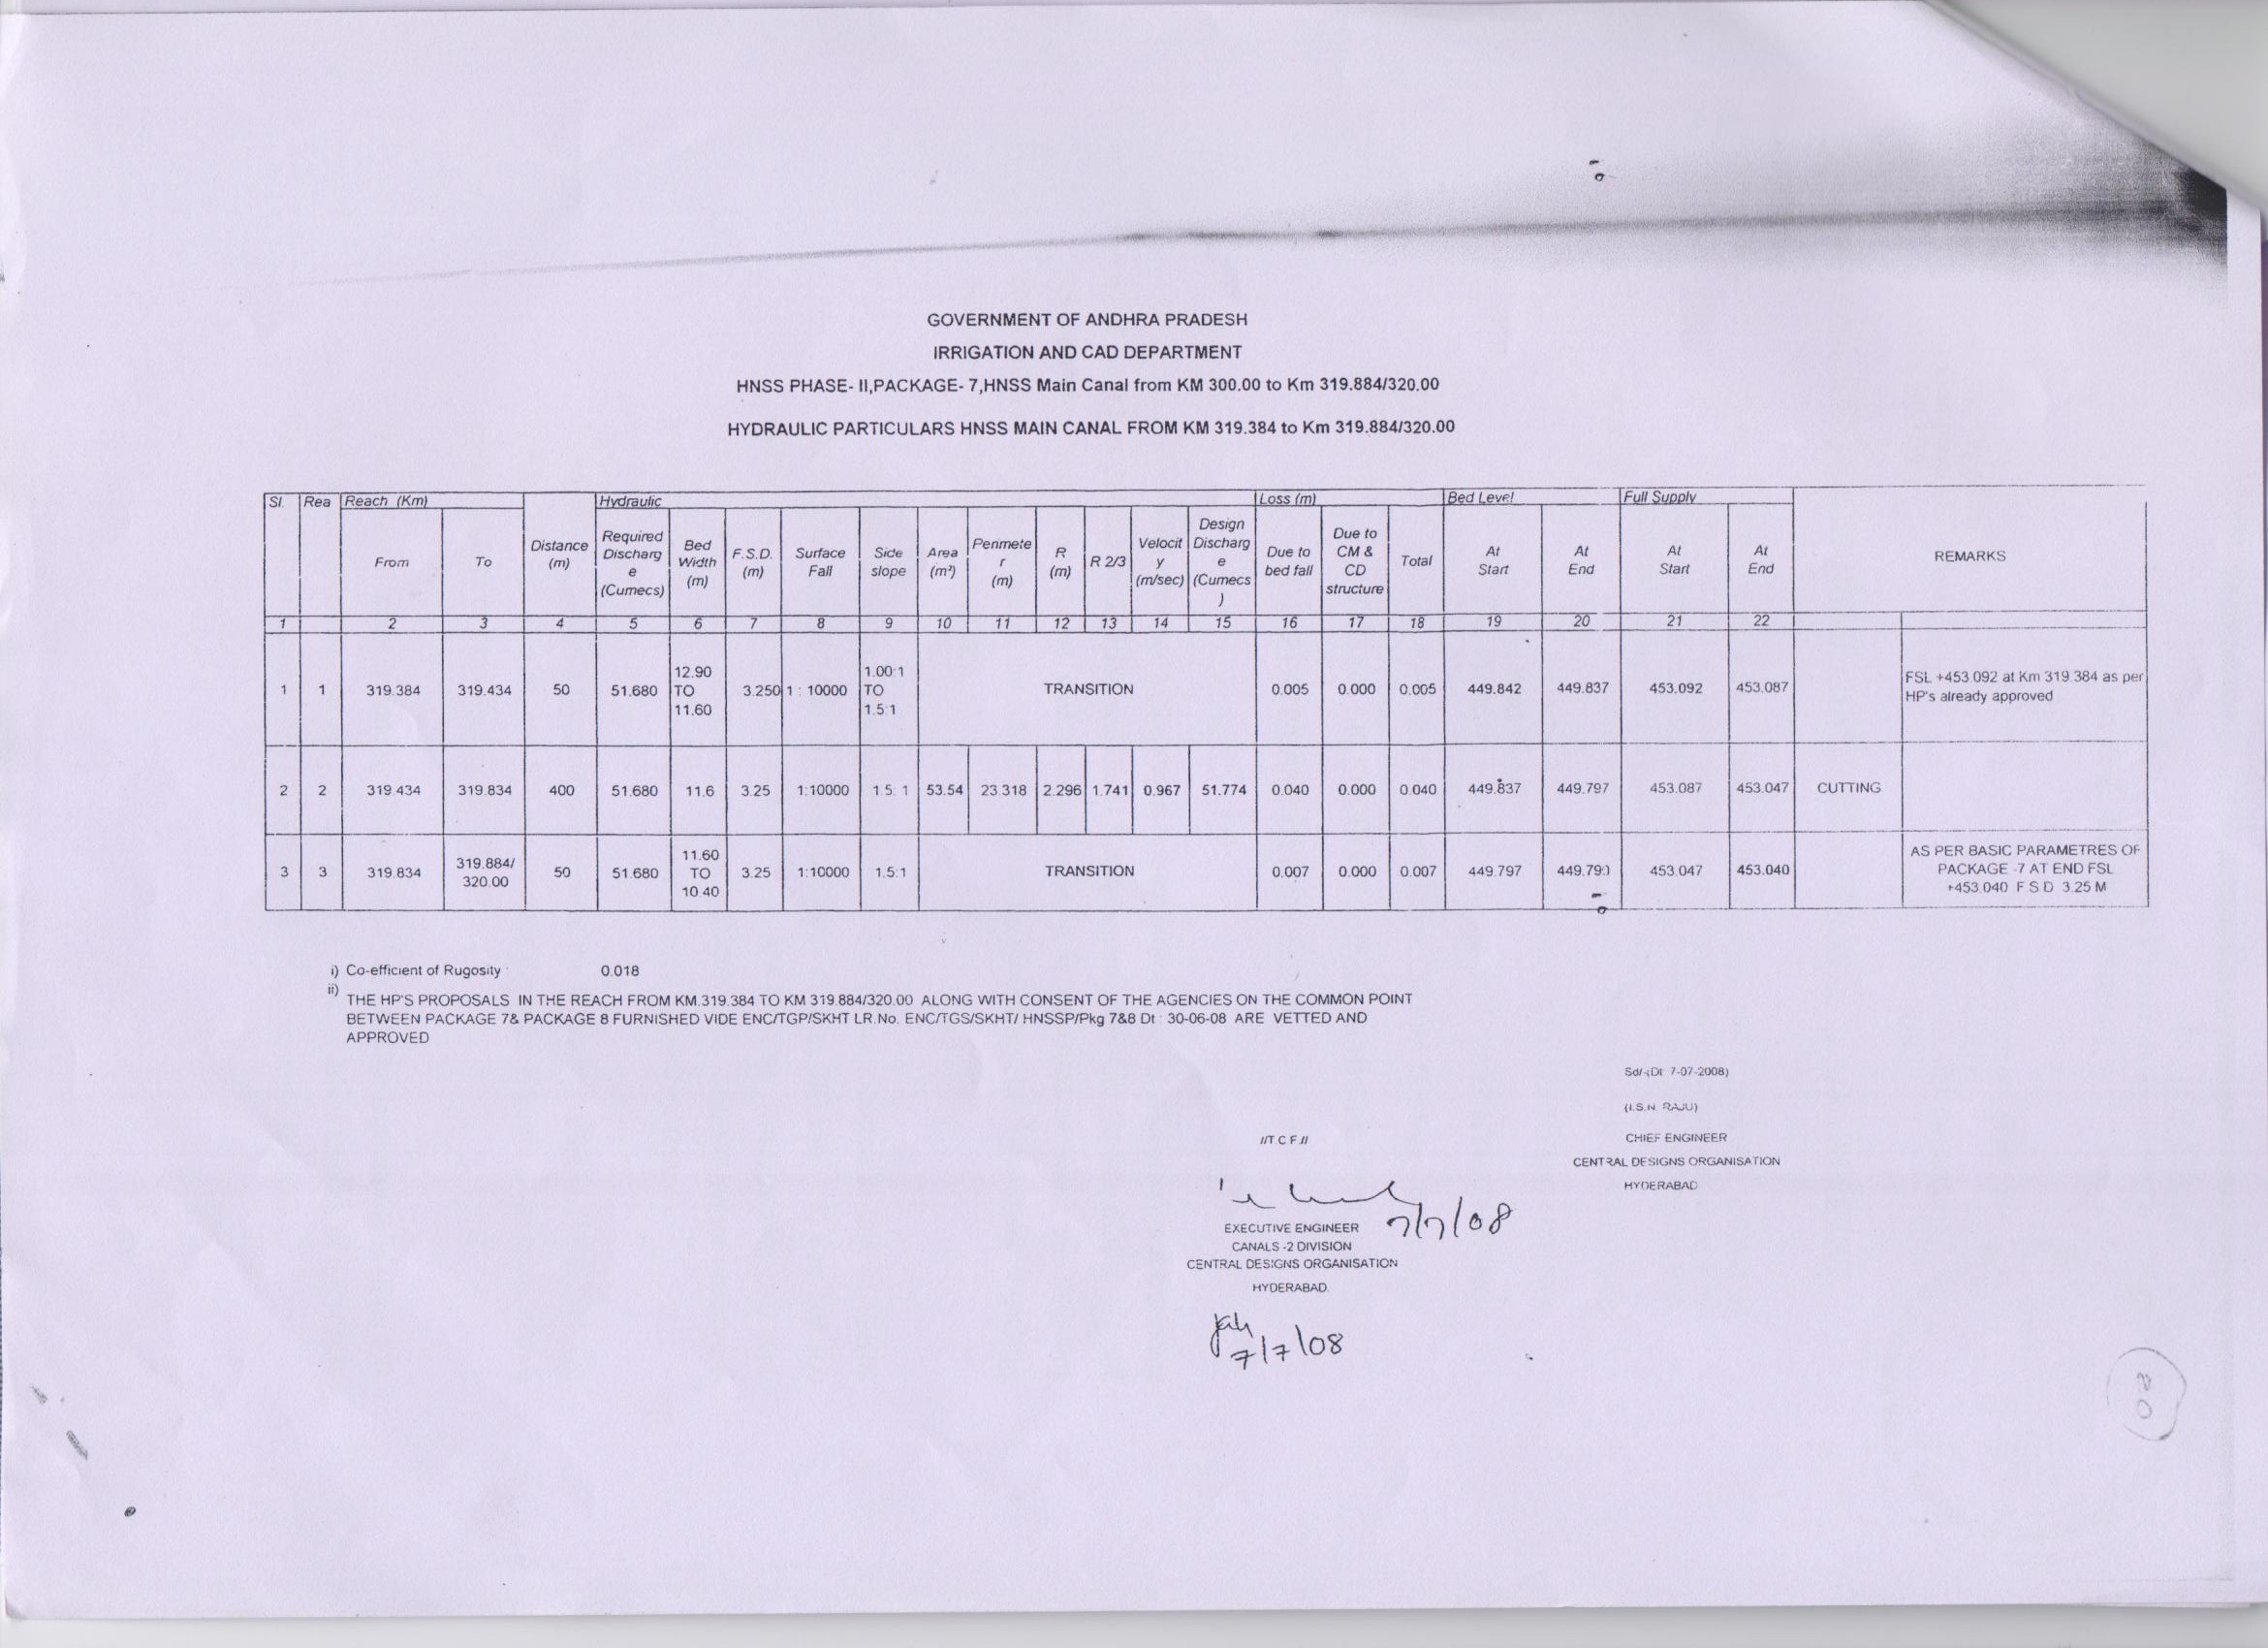 GOVERNMENT OF ANDHRA PRADESH
IRRIGATION AND CAD DEPARTMENT
HNSS PHASE- II,PACKAGE- 7,HNSS Main Canal from KM 300.00 to Km 319.884/320.00
HYDRAULIC PARTICULARS HNSS MAIN CANAL FROM KM 319.384 to Km 319.884/320.00
Sl. Rea Reach (Km) Distance (m) Hydraulic Loss (m) Bed Level Full Supply REMARKS
From To Required Discharg e (Cumecs) Bed Width (m) F.S.D. (m) Surface Fall Side slope Area (m²) Perimete r (m) R (m) R 2/3 Velocit y (m/sec) Design Discharg e (Cumecs ) Due to bed fall Due to CM & CD structure Total At Start At End At Start At End
1 2 3 4 5 6 7 8 9 10 11 12 13 14 15 16 17 18 19 20 21 22
1 1 319.384 319.434 50 51.680 12.90 TO 11.60 3.250 1 : 10000 1.00:1 TO 1.5:1 TRANSITION 0.005 0.000 0.005 449.842 449.837 453.092 453.087 FSL +453.092 at Km 319.384 as per HP's already approved
2 2 319.434 319.834 400 51.680 11.6 3.25 1:10000 1.5: 1 53.54 23.318 2.296 1.741 0.967 51.774 0.040 0.000 0.040 449.837 449.797 453.087 453.047 CUTTING
3 3 319.834 319.884/ 320.00 50 51.680 11.60 TO 10.40 3.25 1:10000 1.5:1 TRANSITION 0.007 0.000 0.007 449.797 449.790 453.047 453.040 AS PER BASIC PARAMETRES OF PACKAGE -7 AT END FSL +453.040 F S D 3.25 M
i) Co-efficient of Rugosity : 0.018
ii) THE HP'S PROPOSALS IN THE REACH FROM KM.319.384 TO KM 319.884/320.00 ALONG WITH CONSENT OF THE AGENCIES ON THE COMMON POINT
BETWEEN PACKAGE 7& PACKAGE 8 FURNISHED VIDE ENC/TGP/SKHT LR.No. ENC/TGS/SKHT/ HNSSP/Pkg 7&8 Dt : 30-06-08 ARE VETTED AND
APPROVED
Sd/-(Dt 7-07-2008)
(I.S.N. RAJU)
CHIEF ENGINEER
CENTRAL DESIGNS ORGANISATION
HYDERABAD
//T.C.F.//
7/7/08
EXECUTIVE ENGINEER
CANALS -2 DIVISION
CENTRAL DESIGNS ORGANISATION
HYDERABAD.
7/7/08
20